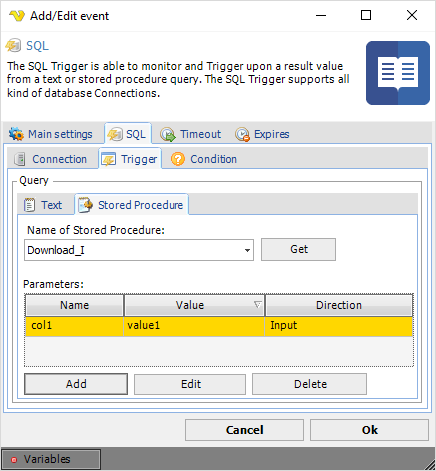 Add/Edit event
SQL
The SQL Trigger is able to monitor and Trigger upon a result value
from a text or stored procedure query. The SQL Trigger supports all
kind of database Connections.
Main settings SQL Timeout Expires
Connection Trigger Condition
Query
Text Stored Procedure
Name of Stored Procedure:
Download_I Get
Parameters:
Name Value Direction
col1 value1 Input
Add Edit Delete
Cancel Ok
Variables